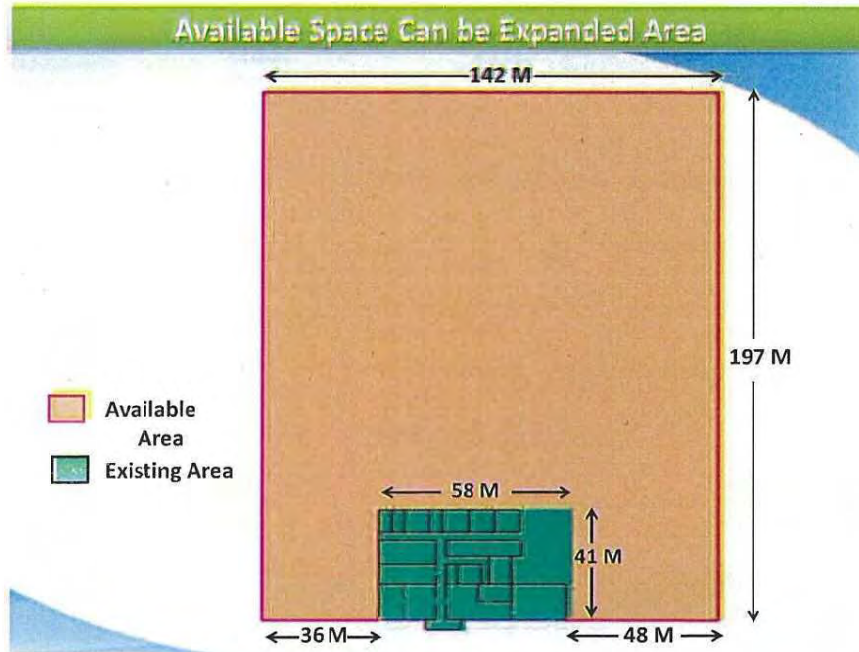 Available Space Can be Expanded Area
142 M
197 M
Available
Area
Existing Area
58 M
41 M
36 M
48 M